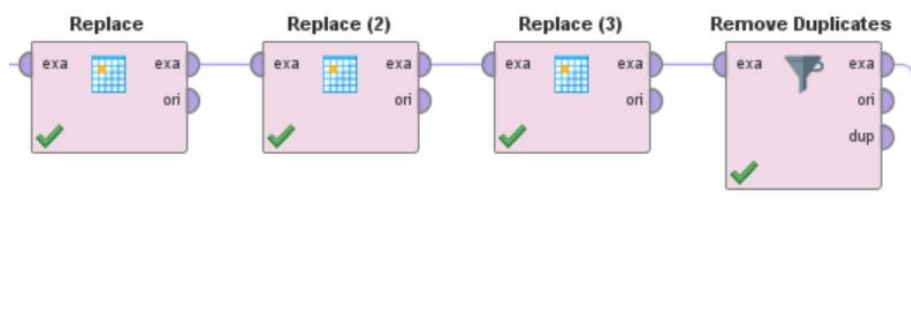 Replace
Replace (2)
Replace (3)
Remove Duplicates
exa exa
exa exa
exa exa
exa exa
ori
ori
ori
ori
dup